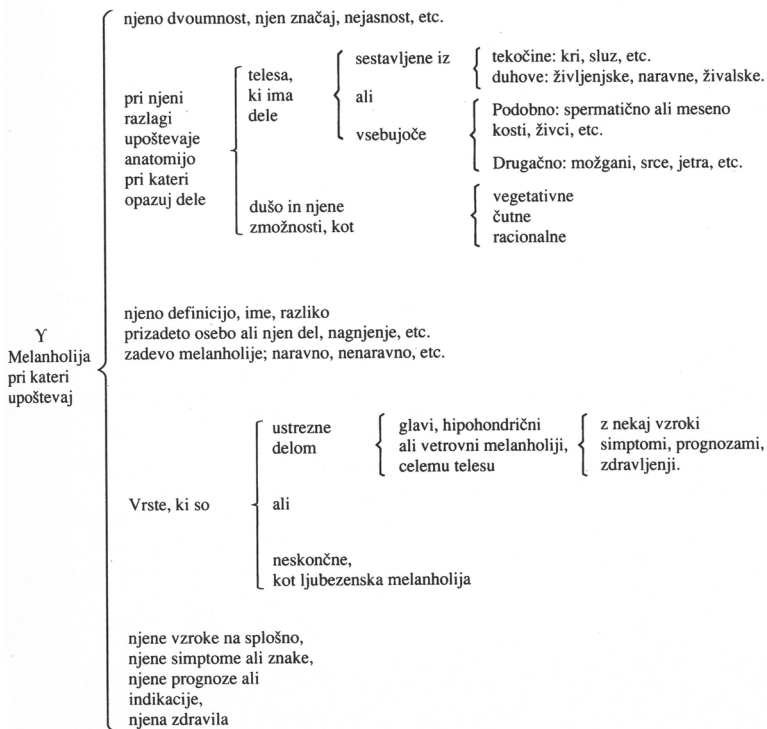 njeno dvoumnost, njen značaj, nejasnost, etc.
pri njeni
razlagi
upoštevaje
anatomijo
pri kateri
opazuj dele
telesa,
ki ima
dele
sestavljene iz
ali
vsebujoče
tekočine: kri, sluz, etc.
duhove: življenjske, naravne, živalske.
Podobno: spermatično ali meseno
kosti, živci, etc.
Drugačno: možgani, srce, jetra, etc.
dušo in njene
zmožnosti, kot
vegetativne
čutne
racionalne
ϒ
Melanholija
pri kateri
upoštevaj
njeno definicijo, ime, razliko
prizadeto osebo ali njen del, nagnjenje, etc.
zadevo melanholije; naravno, nenaravno, etc.
Vrste, ki so
ustrezne
delom
glavi, hipohondrični
ali vetrovni melanholiji,
celemu telesu
z nekaj vzroki
simptomi, prognozami,
zdravljenji.
ali
neskončne,
kot ljubezenska melanholija
njene vzroke na splošno,
njene simptome ali znake,
njene prognoze ali
indikacije,
njena zdravila